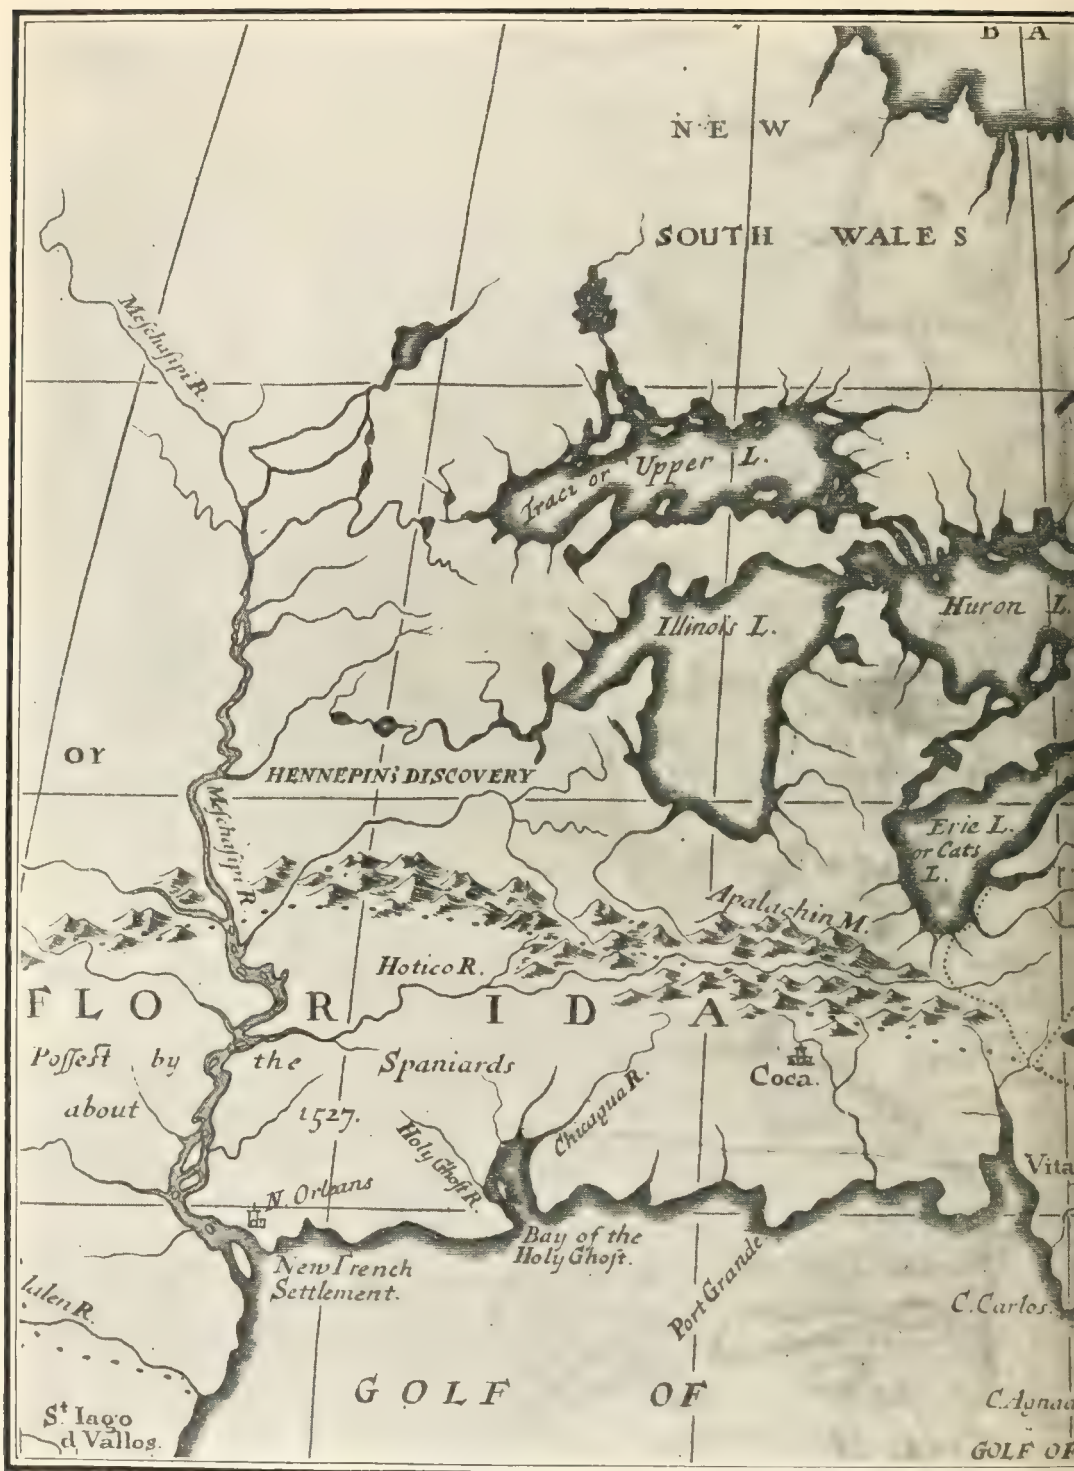 B A
NEW
SOUTH WALES
Meſchaſipi R.
Traci or Upper L.
Huron L.
Illinois L.
OR
HENNEPIN'S DISCOVERY
Meſchaſipi R.
Erie L.
or Cats
L.
Apalachin M.
Hotico R.
FLORIDA
Poſſeſt by the Spaniards
about 1527.
Coca.
Chicagua R.
Holy Ghoſt R.
Vita
N. Orleans
Bay of the
Holy Ghoſt.
New French
Settlement.
Port Grande
C. Carlos.
GOLF OF
St. Iago
d Vallos.
GOLF OF